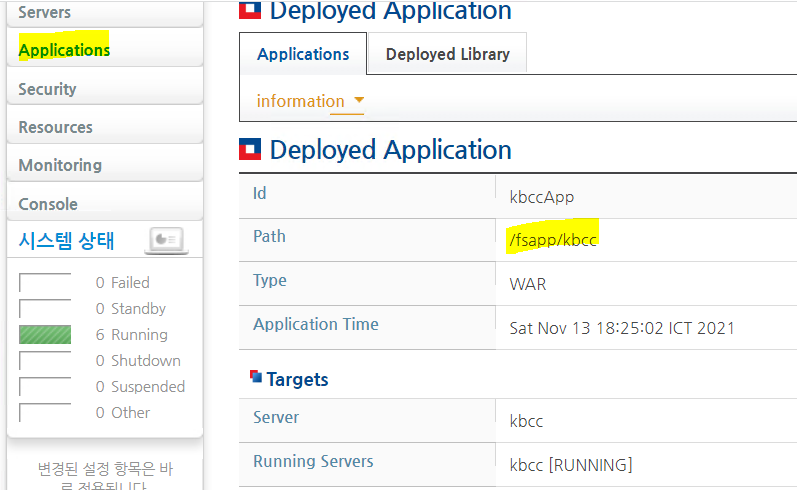 Servers
Applications
Security
Resources
Monitoring
Console
시스템 상태
0 Failed
0 Standby
6 Running
0 Shutdown
0 Suspended
0 Other
변경된 설정 항목은 바
로 적용됩니다
Deployed Application
Applications
Deployed Library
information
Deployed Application
Id kbccApp
Path /fsapp/kbcc
Type WAR
Application Time Sat Nov 13 18:25:02 ICT 2021
Targets
Server kbcc
Running Servers kbcc [RUNNING]